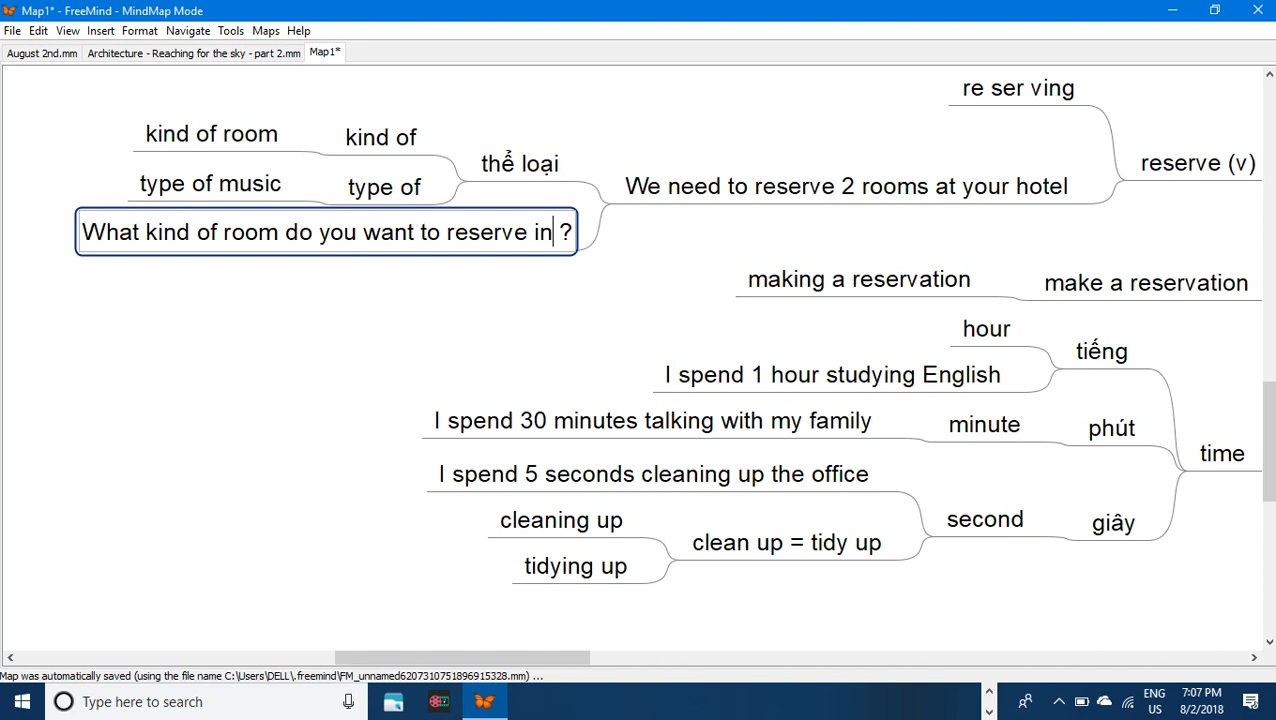 Map1* - FreeMind - MindMap Mode
File Edit View Insert Format Navigate Tools Maps Help
August 2nd.mm Architecture - Reaching for the sky - part 2.mm Map1*
re ser ving
kind of room kind of
thể loại
reserve (v)
type of music type of
We need to reserve 2 rooms at your hotel
What kind of room do you want to reserve in ?
making a reservation make a reservation
hour
tiếng
I spend 1 hour studying English
I spend 30 minutes talking with my family minute phút
time
I spend 5 seconds cleaning up the office
cleaning up
second giây
clean up = tidy up
tidying up
Map was automatically saved (using the file name C:\Users\DELL\.freemind\FM_unnamed6207310751896915328.mm) ...
Type here to search
ENG
US
7:07 PM
8/2/2018